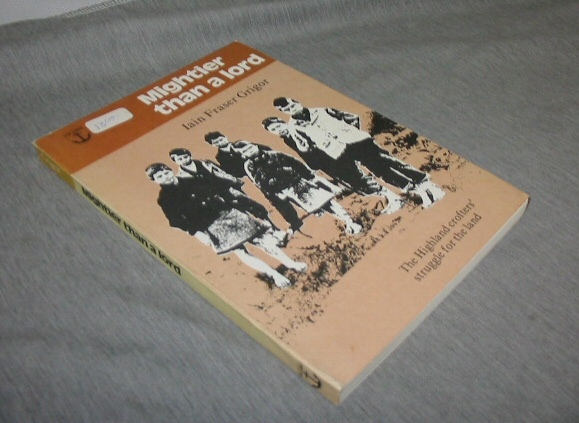 Mightier
than a lord
Iain Fraser Grigor
The Highland crofters'
struggle for the land
Mightier than a lord